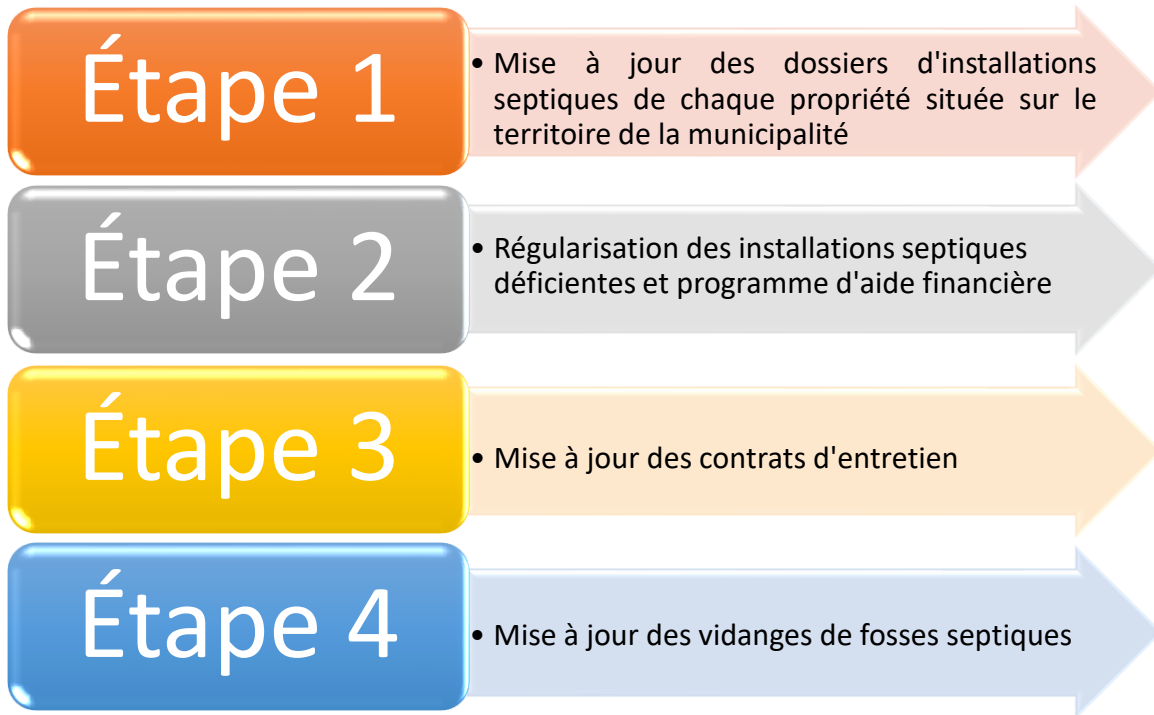 Étape 1
• Mise à jour des dossiers d'installations
septiques de chaque propriété située sur le
territoire de la municipalité
Étape 2
• Régularisation des installations septiques
déficientes et programme d'aide financière
Étape 3
• Mise à jour des contrats d'entretien
Étape 4
• Mise à jour des vidanges de fosses septiques